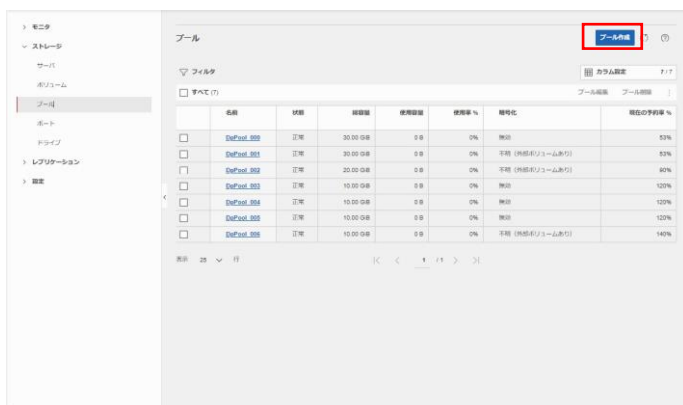 モニタ
ストレージ
サーバ
ボリューム
プール
ポート
ドライブ
レプリケーション
設定
プール
プール作成
フィルタ
カラム設定 7 / 7
すべて (7)
プール編集 プール削除
名前 状態 総容量 使用容量 使用率 % 暗号化 現在の予約率 %
DpPool_000 正常 30.00 GiB 0 B 0% 無効 53%
DpPool_001 正常 30.00 GiB 0 B 0% 不明（外部ボリュームあり） 53%
DpPool_002 正常 20.00 GiB 0 B 0% 不明（外部ボリュームあり） 90%
DpPool_003 正常 10.00 GiB 0 B 0% 無効 120%
DpPool_004 正常 10.00 GiB 0 B 0% 無効 120%
DpPool_005 正常 10.00 GiB 0 B 0% 無効 120%
DpPool_006 正常 10.00 GiB 0 B 0% 不明（外部ボリュームあり） 140%
表示 25 行 1 / 1